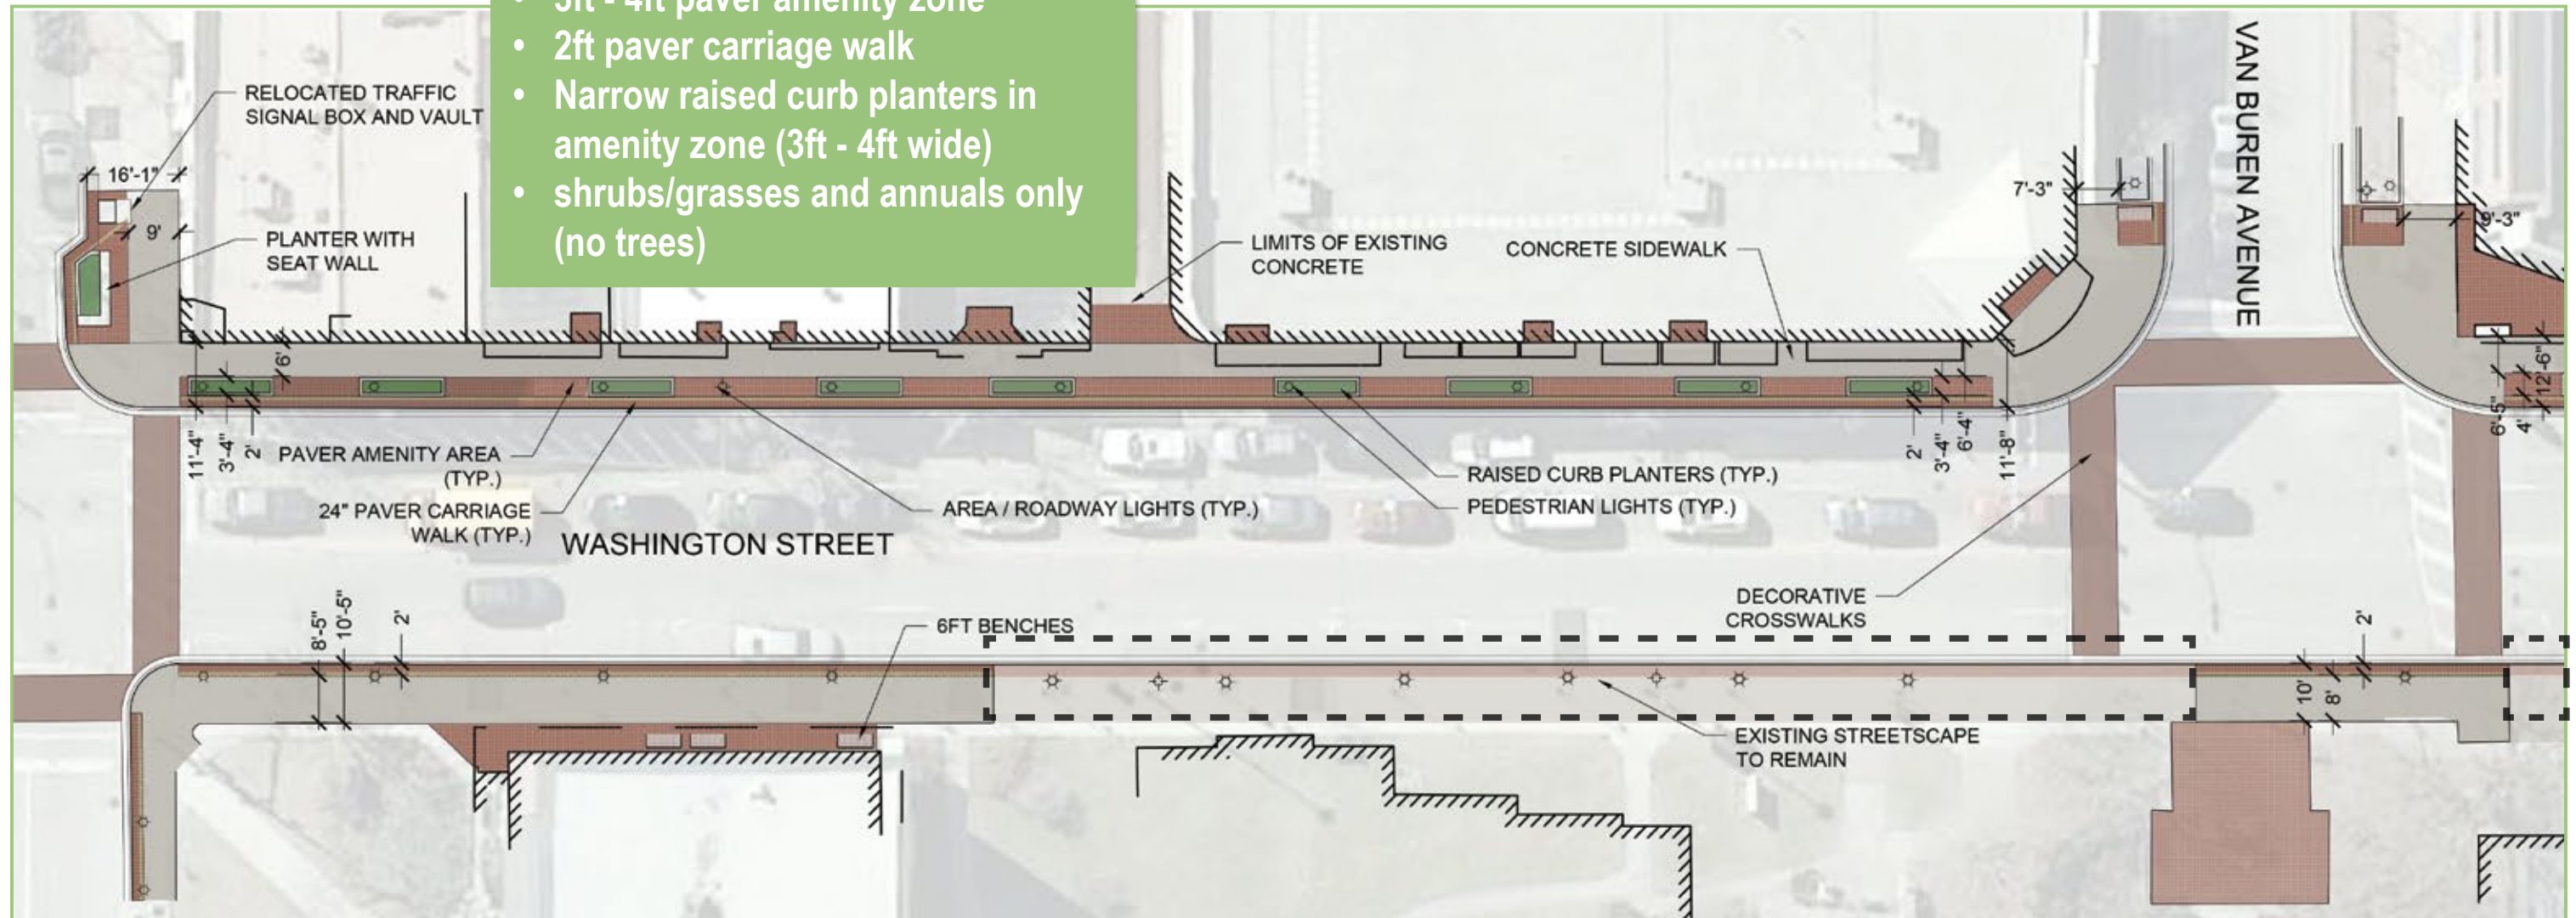 paver amenity zone
• 2ft paver carriage walk
• Narrow raised curb planters in
amenity zone (3ft - 4ft wide)
• shrubs/grasses and annuals only
(no trees)
VAN BUREN AVENUE
RELOCATED TRAFFIC
SIGNAL BOX AND VAULT
16'-1"
9'
PLANTER WITH
SEAT WALL
LIMITS OF EXISTING
CONCRETE
CONCRETE SIDEWALK
7'-3"
9'-3"
6'
11'-4"
3'-4"
2'
PAVER AMENITY AREA
(TYP.)
24" PAVER CARRIAGE
WALK (TYP.)
AREA / ROADWAY LIGHTS (TYP.)
RAISED CURB PLANTERS (TYP.)
PEDESTRIAN LIGHTS (TYP.)
2'
3'-4"
6'-4"
11'-8"
6'-5"
4'
12'-6"
WASHINGTON STREET
DECORATIVE
CROSSWALKS
8'-5"
10'-5"
2'
6FT BENCHES
2'
10'
8'
EXISTING STREETSCAPE
TO REMAIN